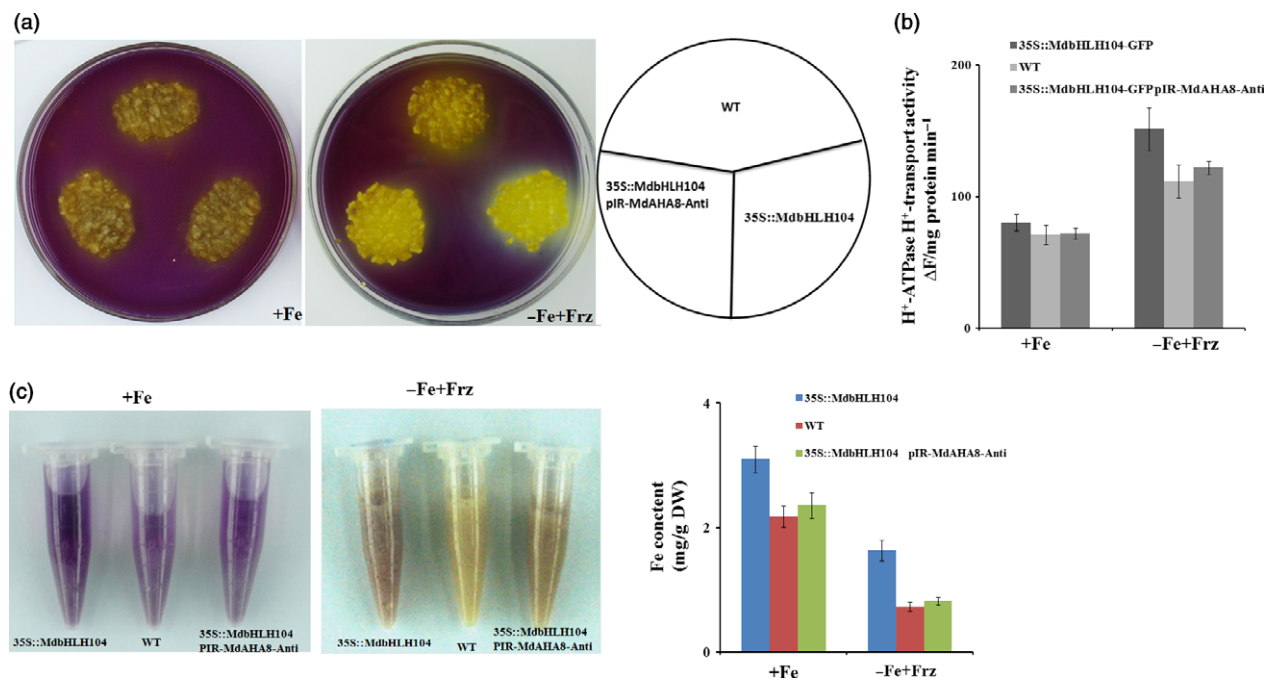 (a)
+Fe
−Fe+Frz
WT
35S::MdbHLH104
pIR-MdAHA8-Anti
35S::MdbHLH104
(b)
35S::MdbHLH104-GFP
WT
35S::MdbHLH104-GFPpIR-MdAHA8-Anti
H⁺-ATPase H⁺-transport activity
ΔF/mg protein min⁻¹
200
100
0
+Fe
−Fe+Frz
(c)
+Fe
35S::MdbHLH104
WT
35S::MdbHLH104
PIR-MdAHA8-Anti
−Fe+Frz
35S::MdbHLH104
WT
35S::MdbHLH104
PIR-MdAHA8-Anti
35S::MdbHLH104
WT
35S::MdbHLH104 pIR-MdAHA8-Anti
Fe conctent
(mg/g DW)
4
2
0
+Fe
−Fe+Frz